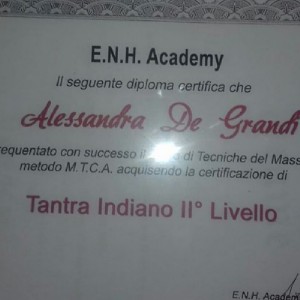 E.N.H. Academy
Il seguente diploma certifica che
Alessandra De Grandi
requentato con successo il di Tecniche del Mass
metodo M.T.C.A. acquisendo la certificazione di
Tantra Indiano II° Livello
E.N.H. Academ